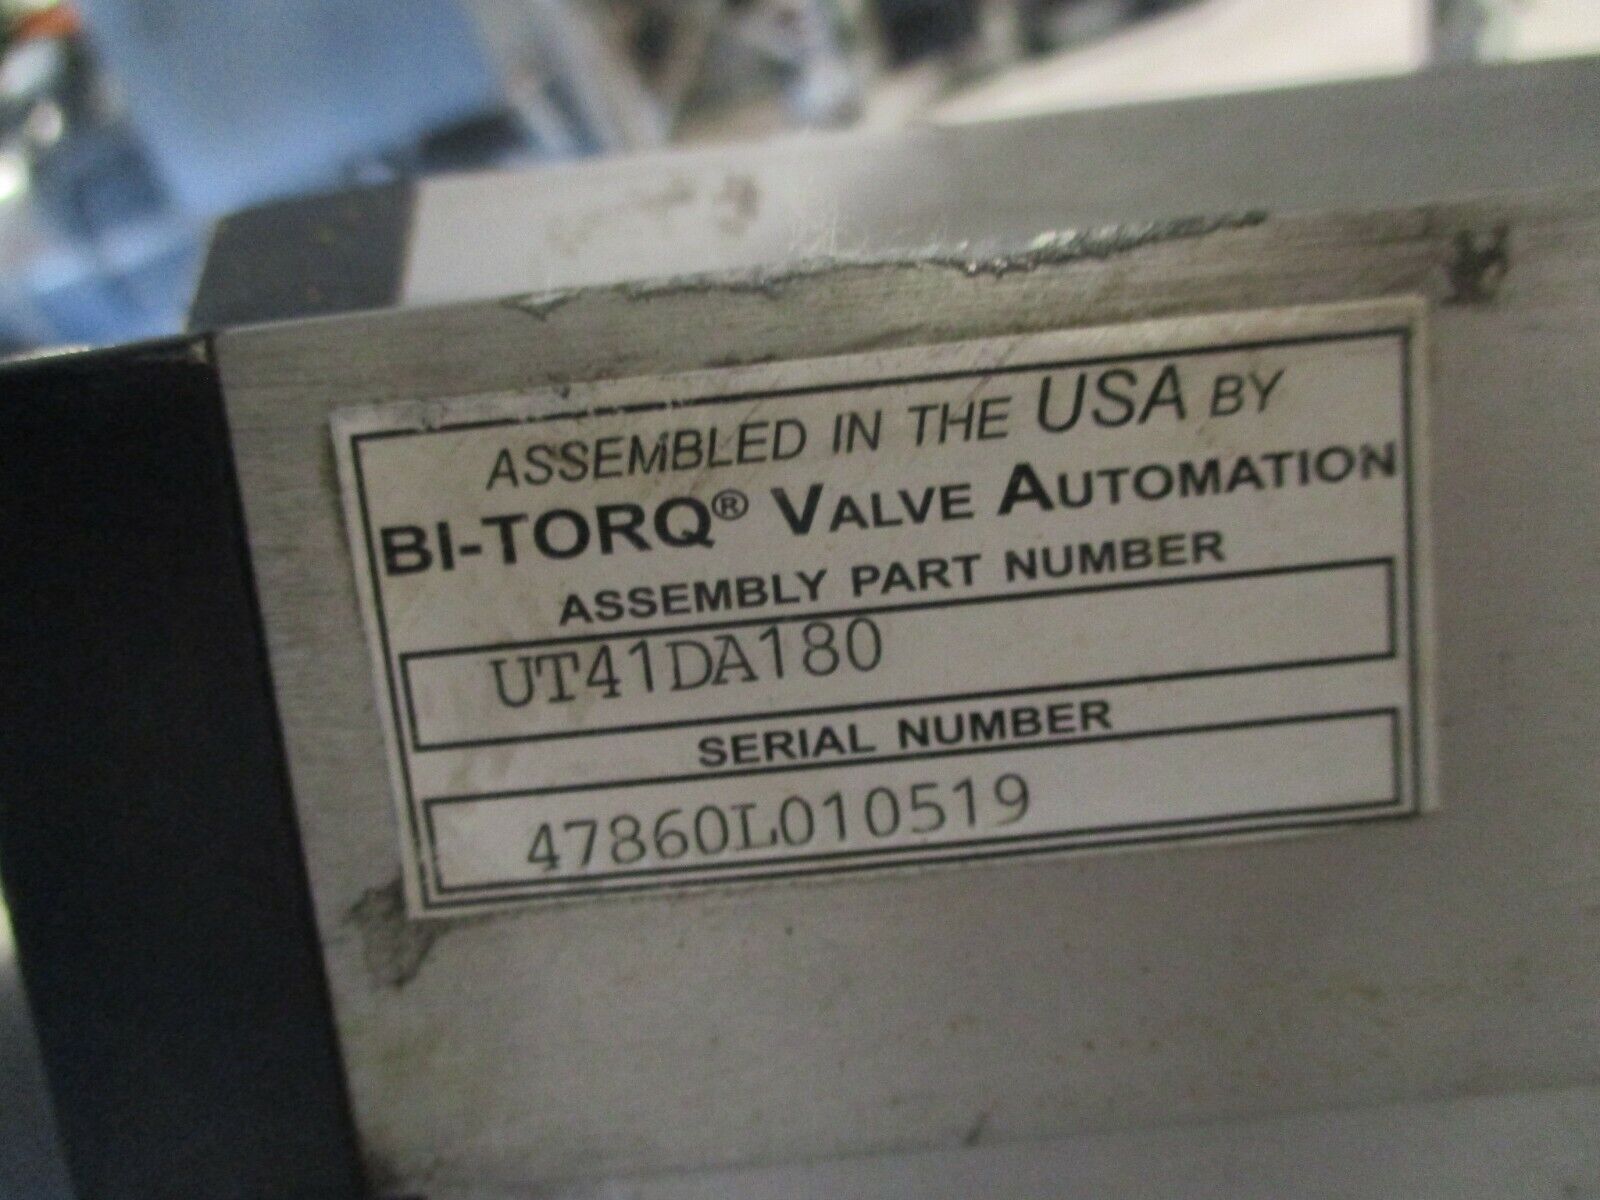 ASSEMBLED IN THE USA BY
BI-TORQ® VALVE AUTOMATION
ASSEMBLY PART NUMBER
UT41DA180
SERIAL NUMBER
47860L010519